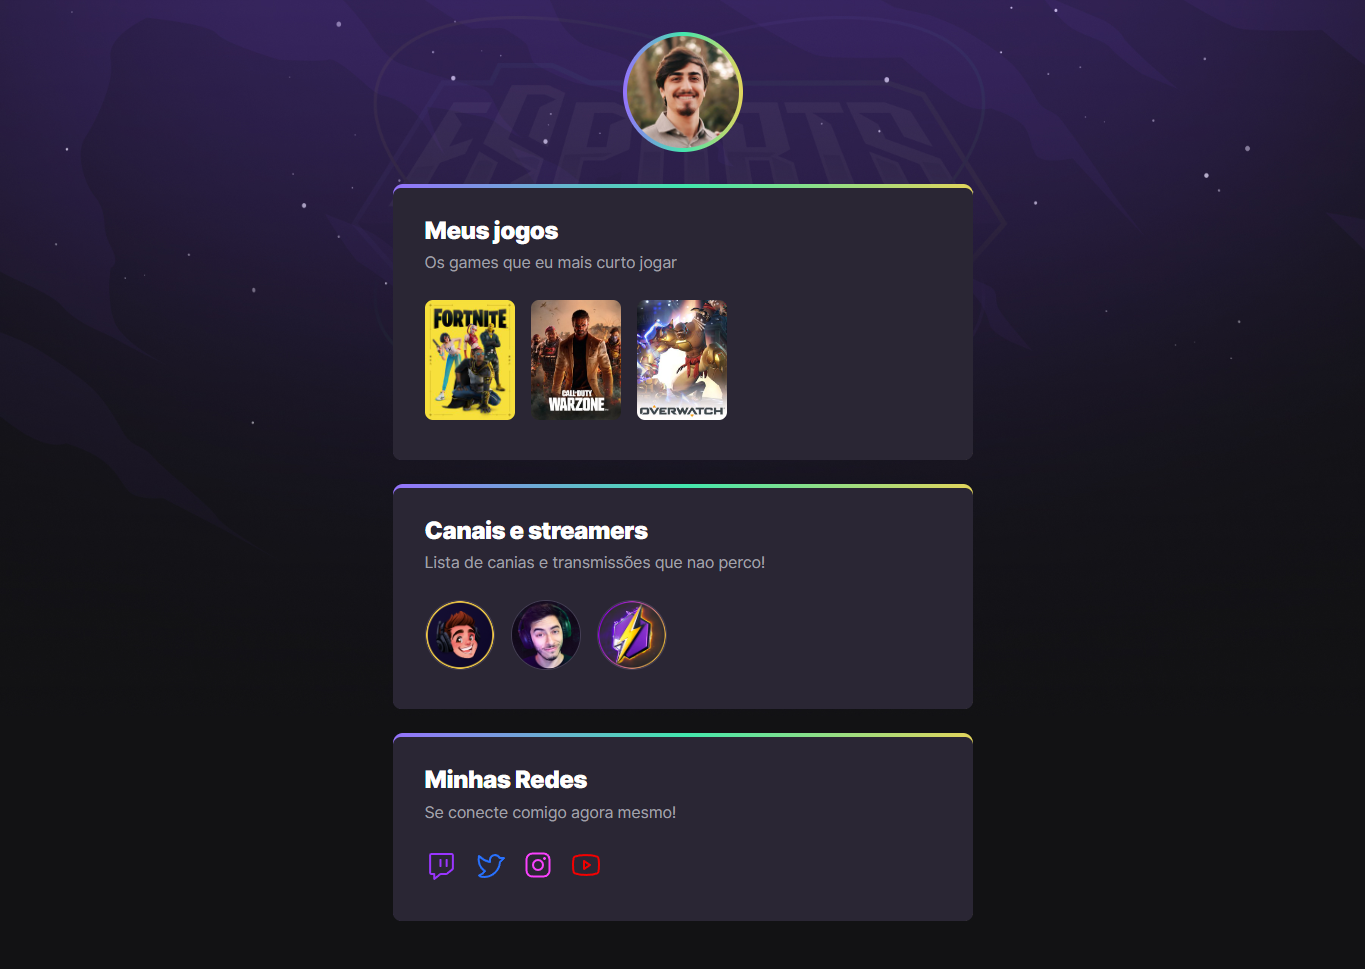 ESPORTS
Meus jogos
Os games que eu mais curto jogar
FORTNITE
CALL OF DUTY
WARZONE
OVERWATCH
Canais e streamers
Lista de canias e transmissões que nao perco!
Minhas Redes
Se conecte comigo agora mesmo!